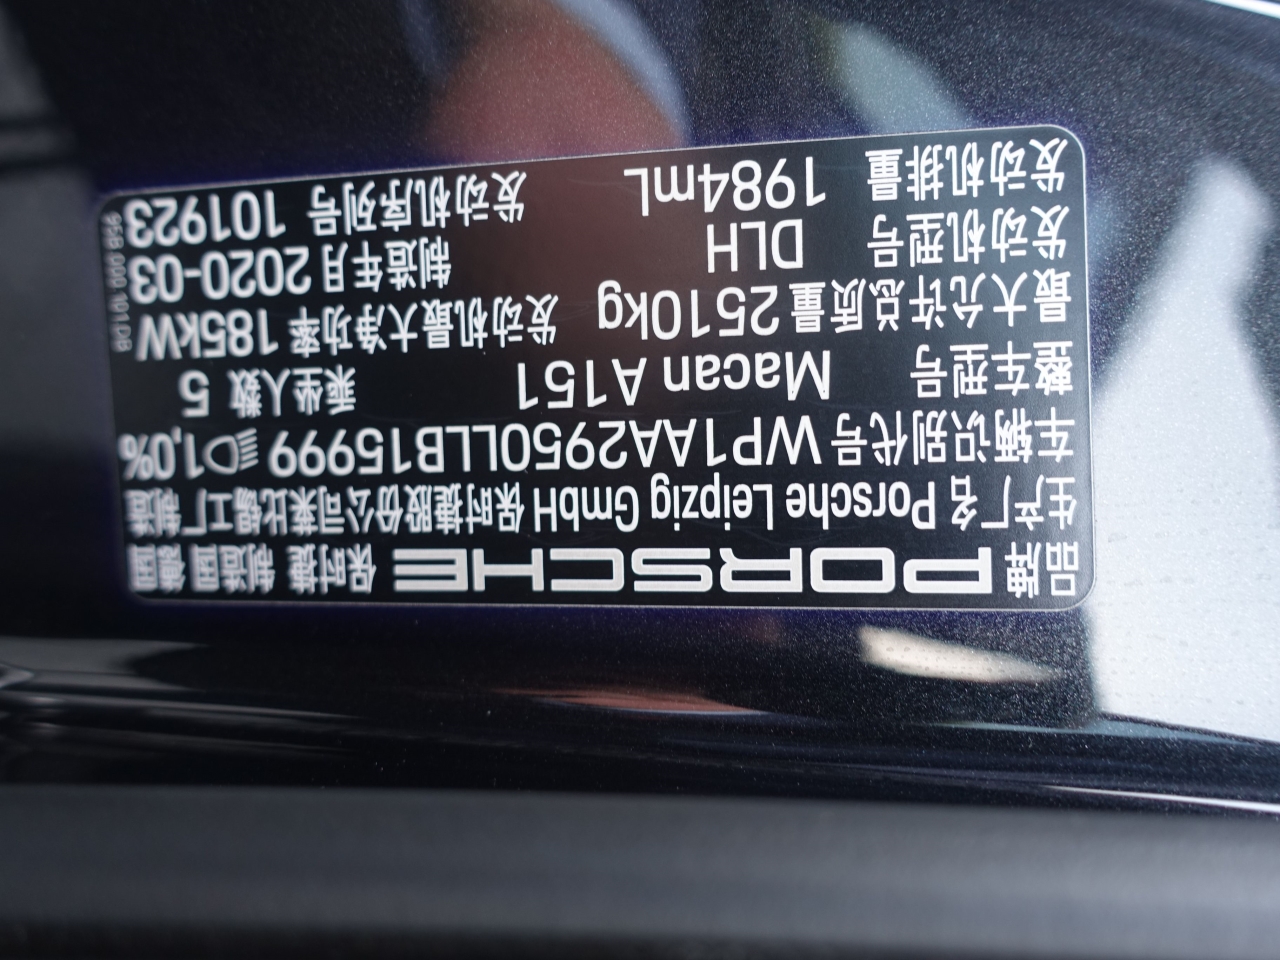 品牌 PORSCHE 保时捷 制造国 德国
生产厂名 Porsche Leipzig GmbH 保时捷股份公司莱比锡工厂制造
车辆识别代号 WP1AA2950LLB15999 1,0%
整车型号 Macan A151 乘坐人数 5
最大允许总质量 2510kg 发动机最大净功率 185kW
发动机型号 DLH 制造年月 2020-03
发动机排量 1984mL 发动机序列号 101923